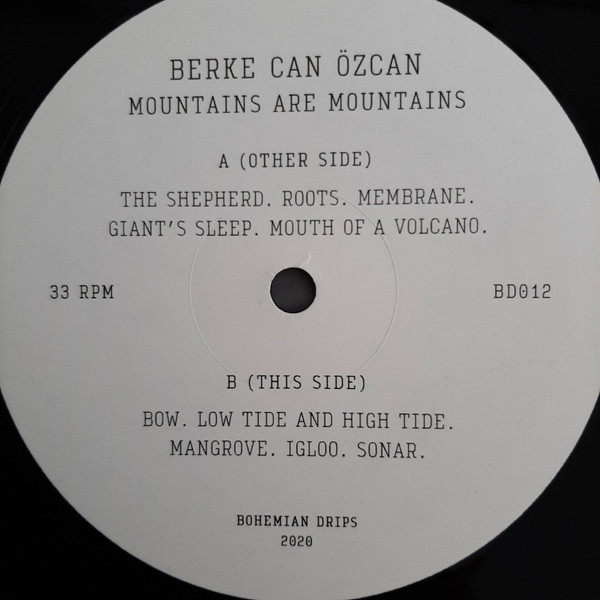 BERKE CAN ÖZCAN
MOUNTAINS ARE MOUNTAINS
A (OTHER SIDE)
THE SHEPHERD. ROOTS. MEMBRANE.
GIANT'S SLEEP. MOUTH OF A VOLCANO.
33 RPM
BD012
B (THIS SIDE)
BOW. LOW TIDE AND HIGH TIDE.
MANGROVE. IGLOO. SONAR.
BOHEMIAN DRIPS
2020